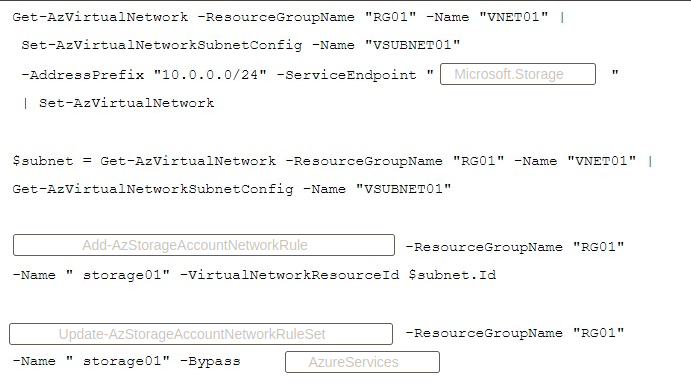 Get-AzVirtualNetwork -ResourceGroupName "RG01" -Name "VNET01" |
Set-AzVirtualNetworkSubnetConfig -Name "VSUBNET01"
-AddressPrefix "10.0.0.0/24" -ServiceEndpoint " Microsoft.Storage "
| Set-AzVirtualNetwork
$subnet = Get-AzVirtualNetwork -ResourceGroupName "RG01" -Name "VNET01" |
Get-AzVirtualNetworkSubnetConfig -Name "VSUBNET01"
Add-AzStorageAccountNetworkRule -ResourceGroupName "RG01"
-Name " storage01" -VirtualNetworkResourceId $subnet.Id
Update-AzStorageAccountNetworkRuleSet -ResourceGroupName "RG01"
-Name " storage01" -Bypass AzureServices